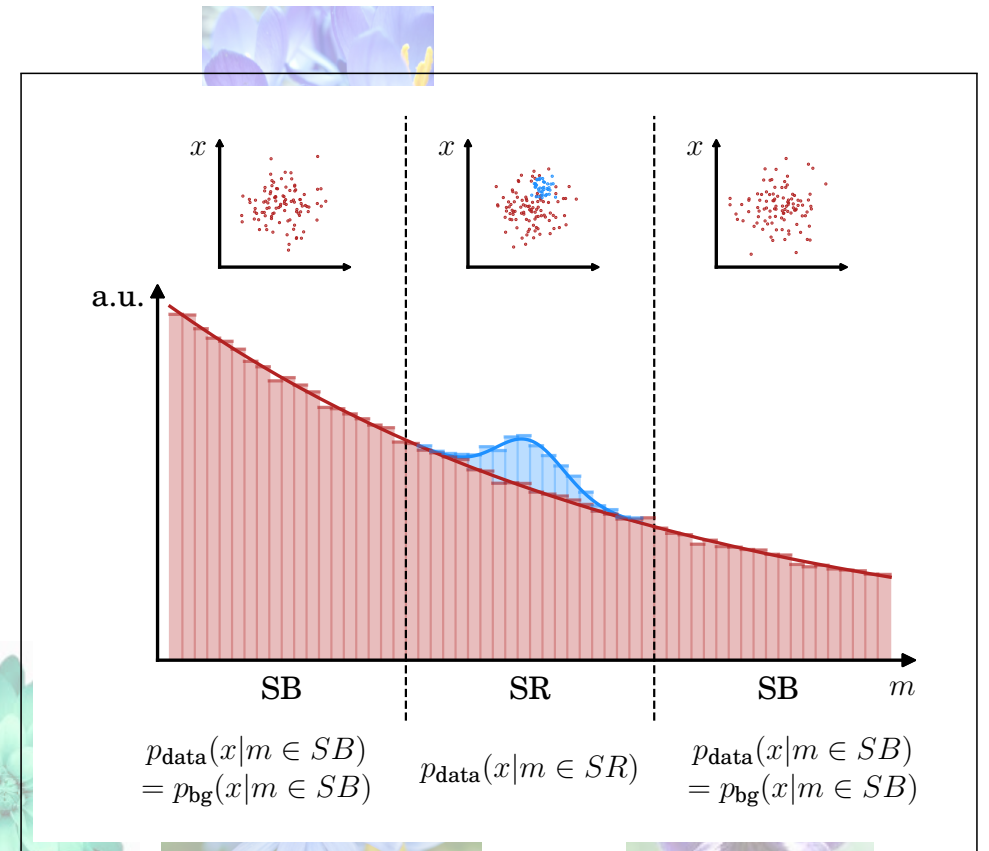 x
x
x
a.u.
SB
SR
SB
m
p_data(x|m ∈ SB)
= p_bg(x|m ∈ SB)
p_data(x|m ∈ SR)
p_data(x|m ∈ SB)
= p_bg(x|m ∈ SB)